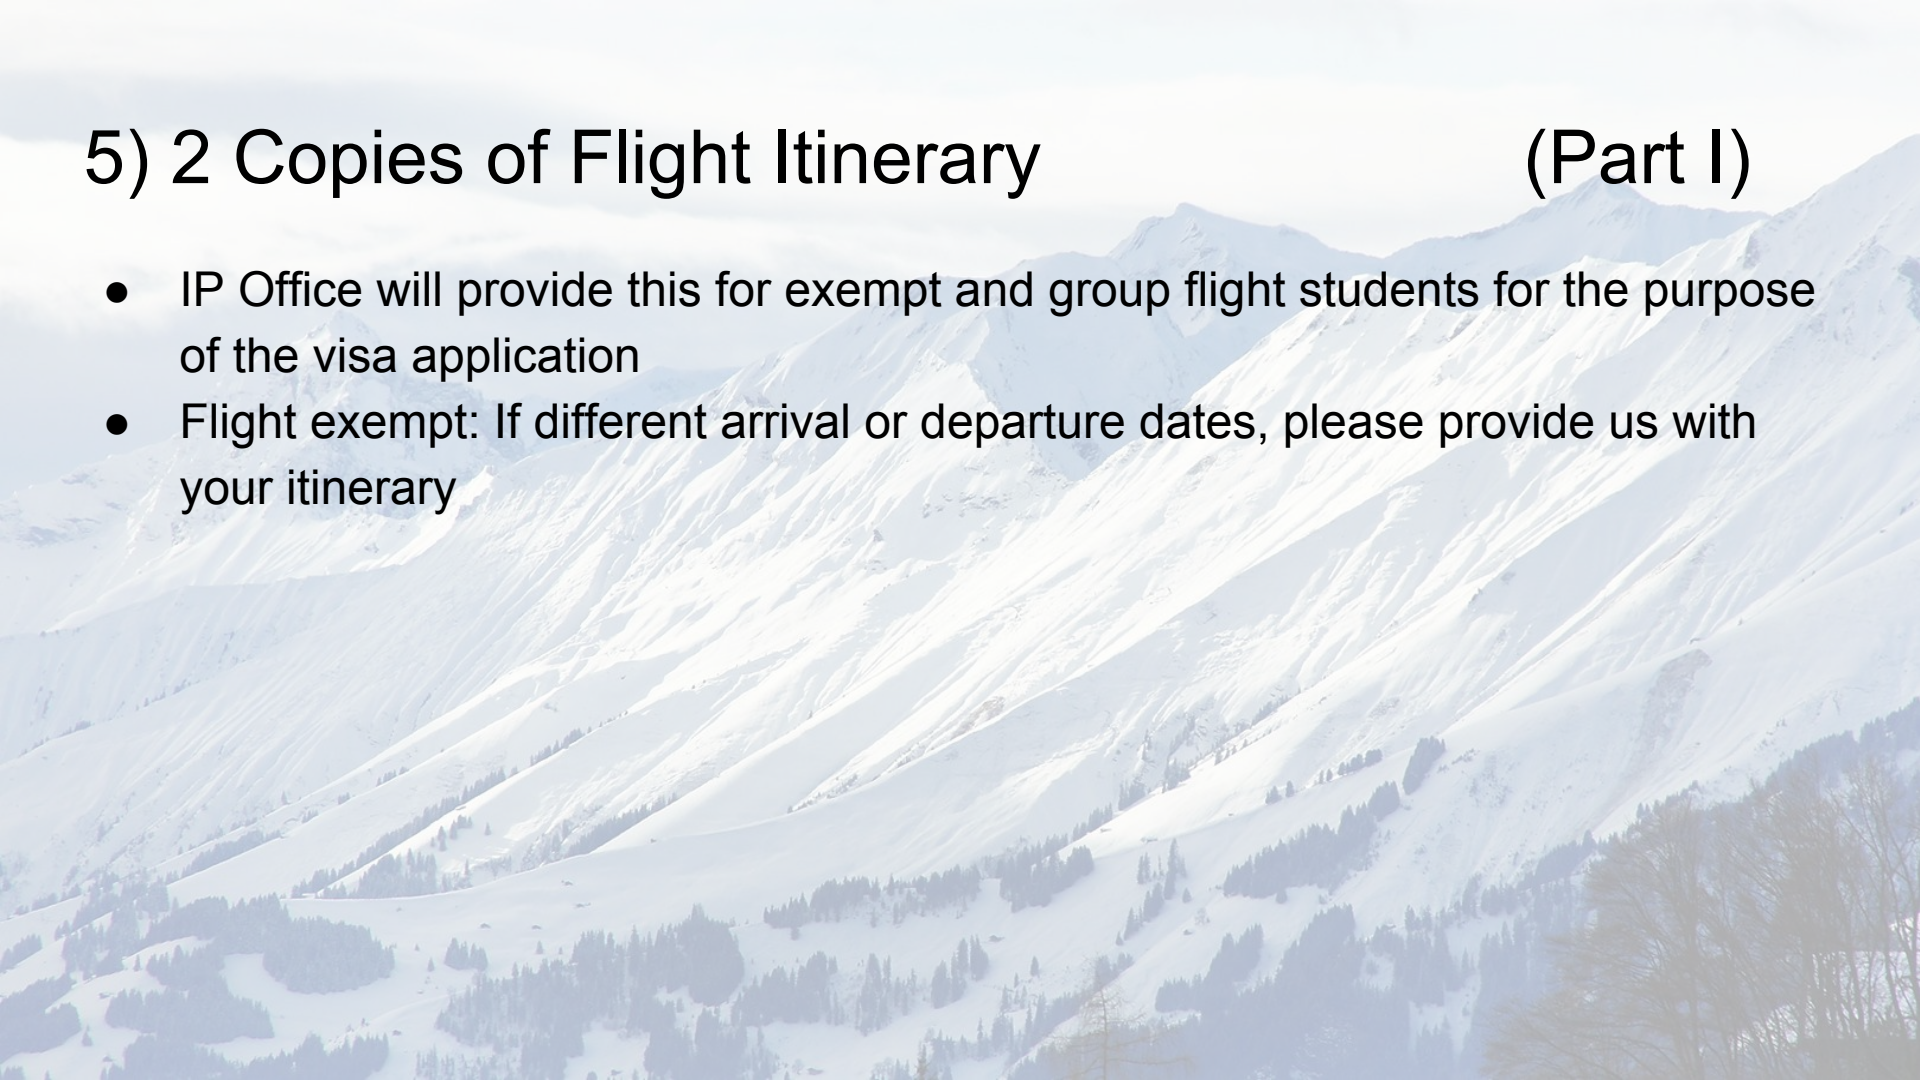 5) 2 Copies of Flight Itinerary (Part I)
● IP Office will provide this for exempt and group flight students for the purpose
of the visa application
● Flight exempt: If different arrival or departure dates, please provide us with
your itinerary